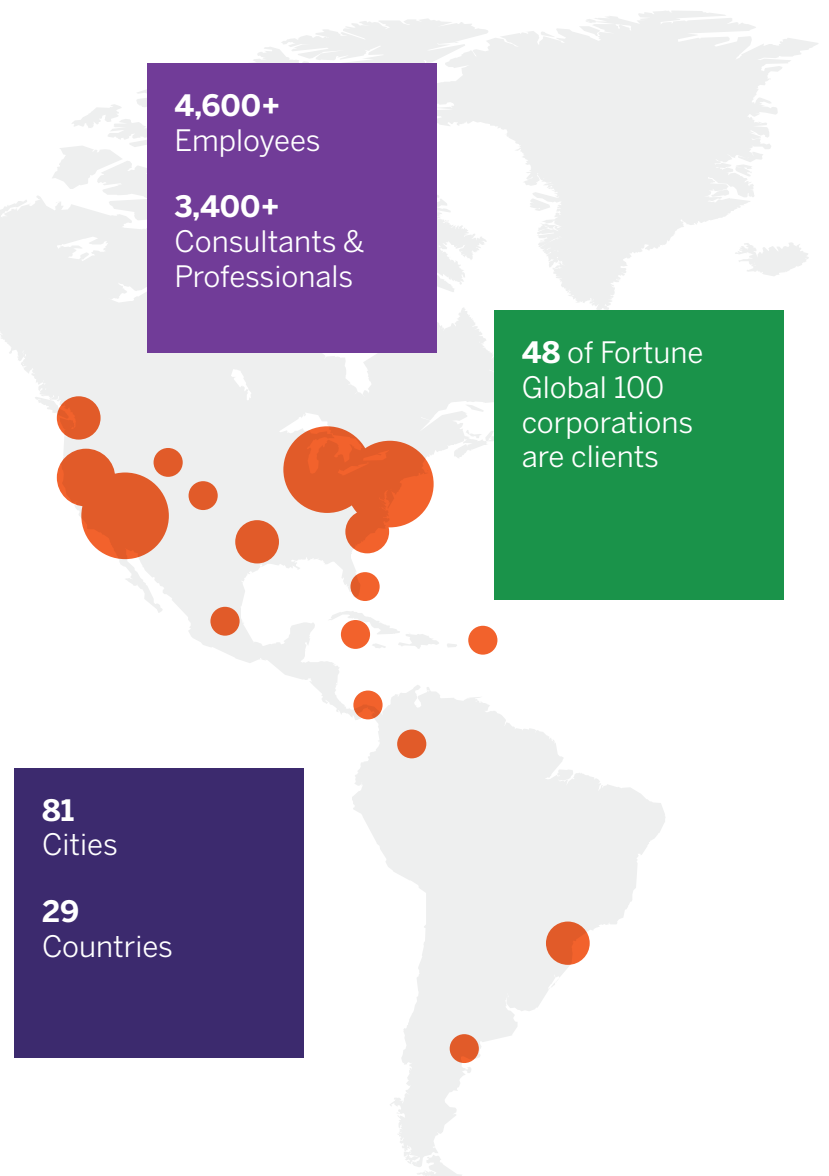 4,600+
Employees
3,400+
Consultants &
Professionals
48 of Fortune
Global 100
corporations
are clients
81
Cities
29
Countries